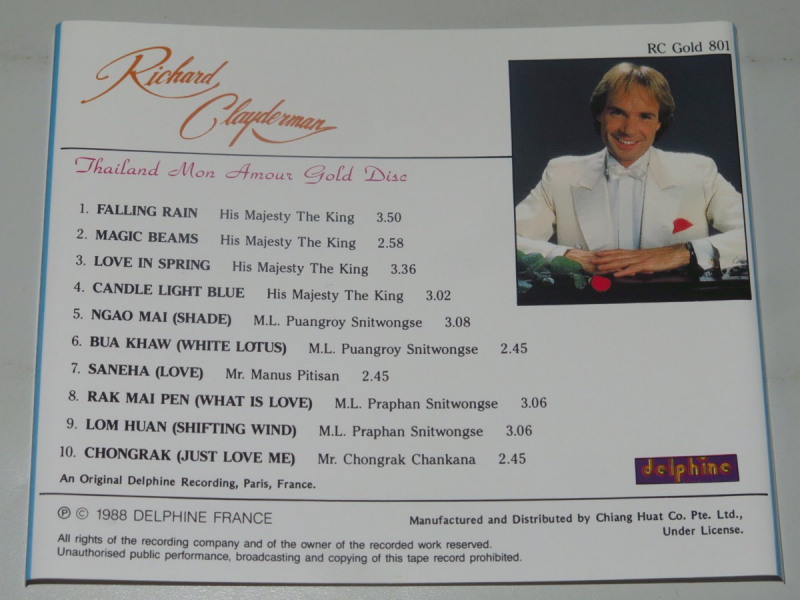 RC Gold 801
Richard
Clayderman
Thailand Mon Amour Gold Disc
1. FALLING RAIN His Majesty The King 3.50
2. MAGIC BEAMS His Majesty The King 2.58
3. LOVE IN SPRING His Majesty The King 3.36
4. CANDLE LIGHT BLUE His Majesty The King 3.02
5. NGAO MAI (SHADE) M.L. Puangroy Snitwongse 3.08
6. BUA KHAW (WHITE LOTUS) M.L. Puangroy Snitwongse 2.45
7. SANEHA (LOVE) Mr. Manus Pitisan 2.45
8. RAK MAI PEN (WHAT IS LOVE) M.L. Praphan Snitwongse 3.06
9. LOM HUAN (SHIFTING WIND) M.L. Praphan Snitwongse 3.06
10. CHONGRAK (JUST LOVE ME) Mr. Chongrak Chankana 2.45
An Original Delphine Recording, Paris, France.
delphine
℗ © 1988 DELPHINE FRANCE
Manufactured and Distributed by Chiang Huat Co. Pte. Ltd.,
Under License.
All rights of the recording company and of the owner of the recorded work reserved.
Unauthorised public performance, broadcasting and copying of this tape record prohibited.